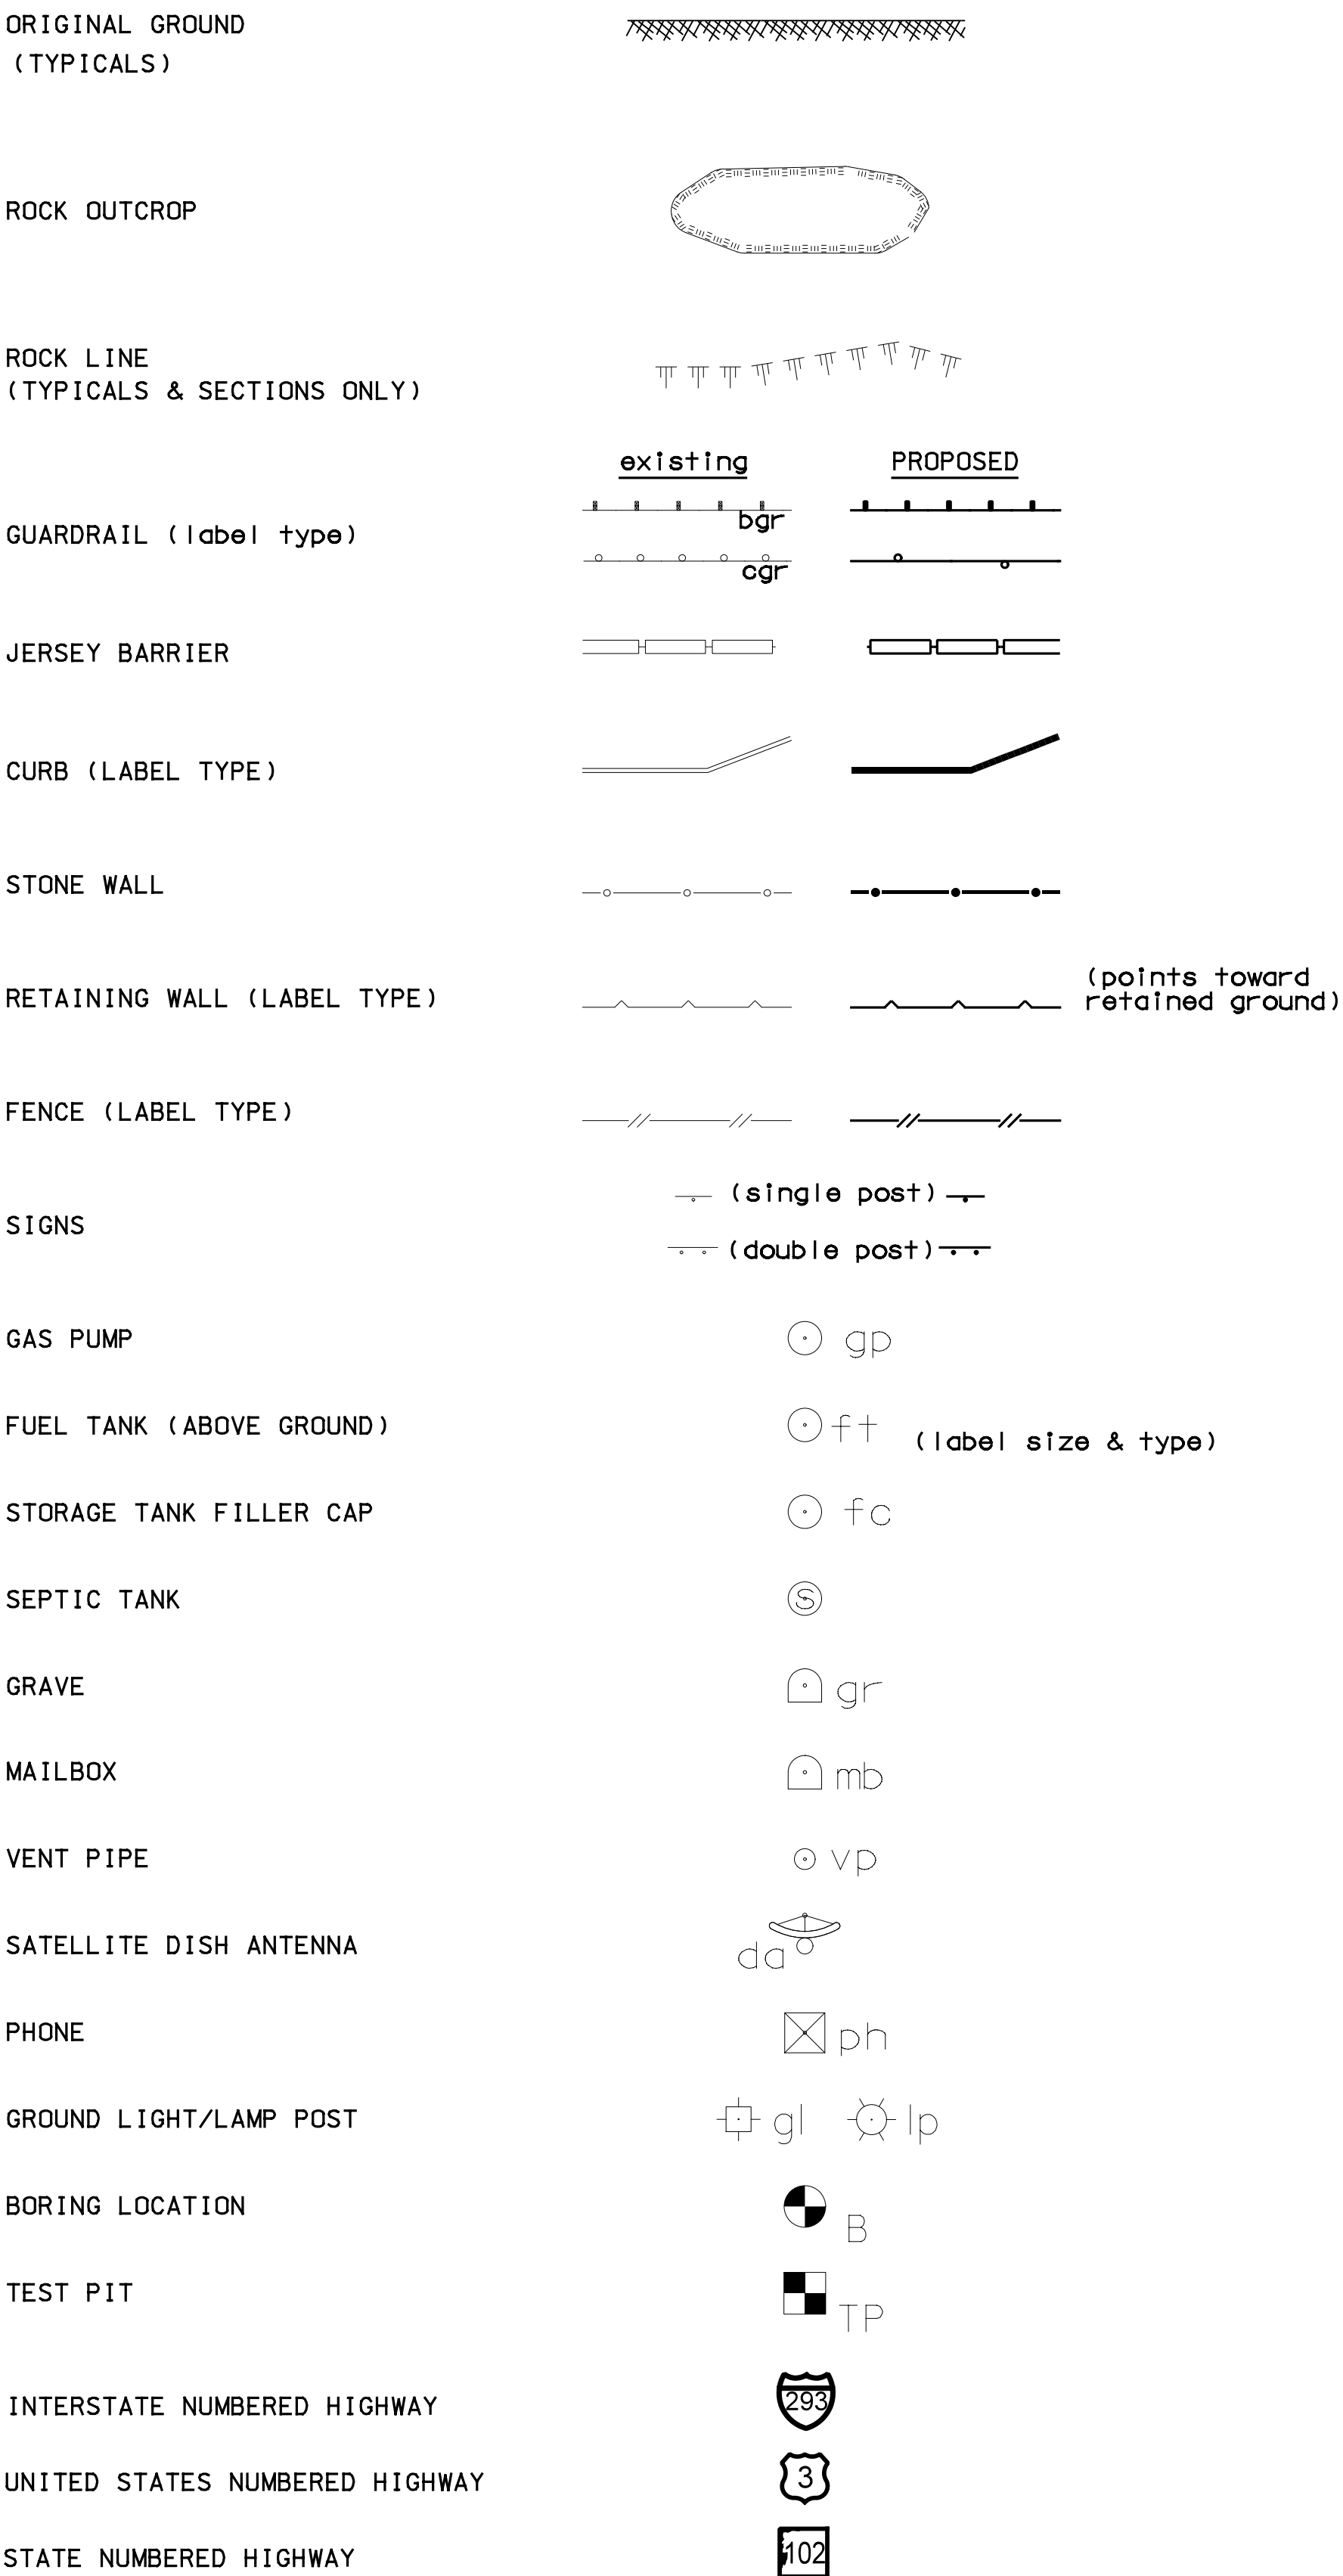 ORIGINAL GROUND
(TYPICALS)
ROCK OUTCROP
ROCK LINE
(TYPICALS & SECTIONS ONLY)
existing PROPOSED
GUARDRAIL (label type)
bgr
cgr
JERSEY BARRIER
CURB (LABEL TYPE)
STONE WALL
RETAINING WALL (LABEL TYPE)
(points toward
retained ground)
FENCE (LABEL TYPE)
SIGNS
(single post)
(double post)
GAS PUMP gp
FUEL TANK (ABOVE GROUND) ft (label size & type)
STORAGE TANK FILLER CAP fc
SEPTIC TANK S
GRAVE gr
MAILBOX mb
VENT PIPE vp
SATELLITE DISH ANTENNA da
PHONE ph
GROUND LIGHT/LAMP POST gl lp
BORING LOCATION B
TEST PIT TP
INTERSTATE NUMBERED HIGHWAY 293
UNITED STATES NUMBERED HIGHWAY 3
STATE NUMBERED HIGHWAY 102